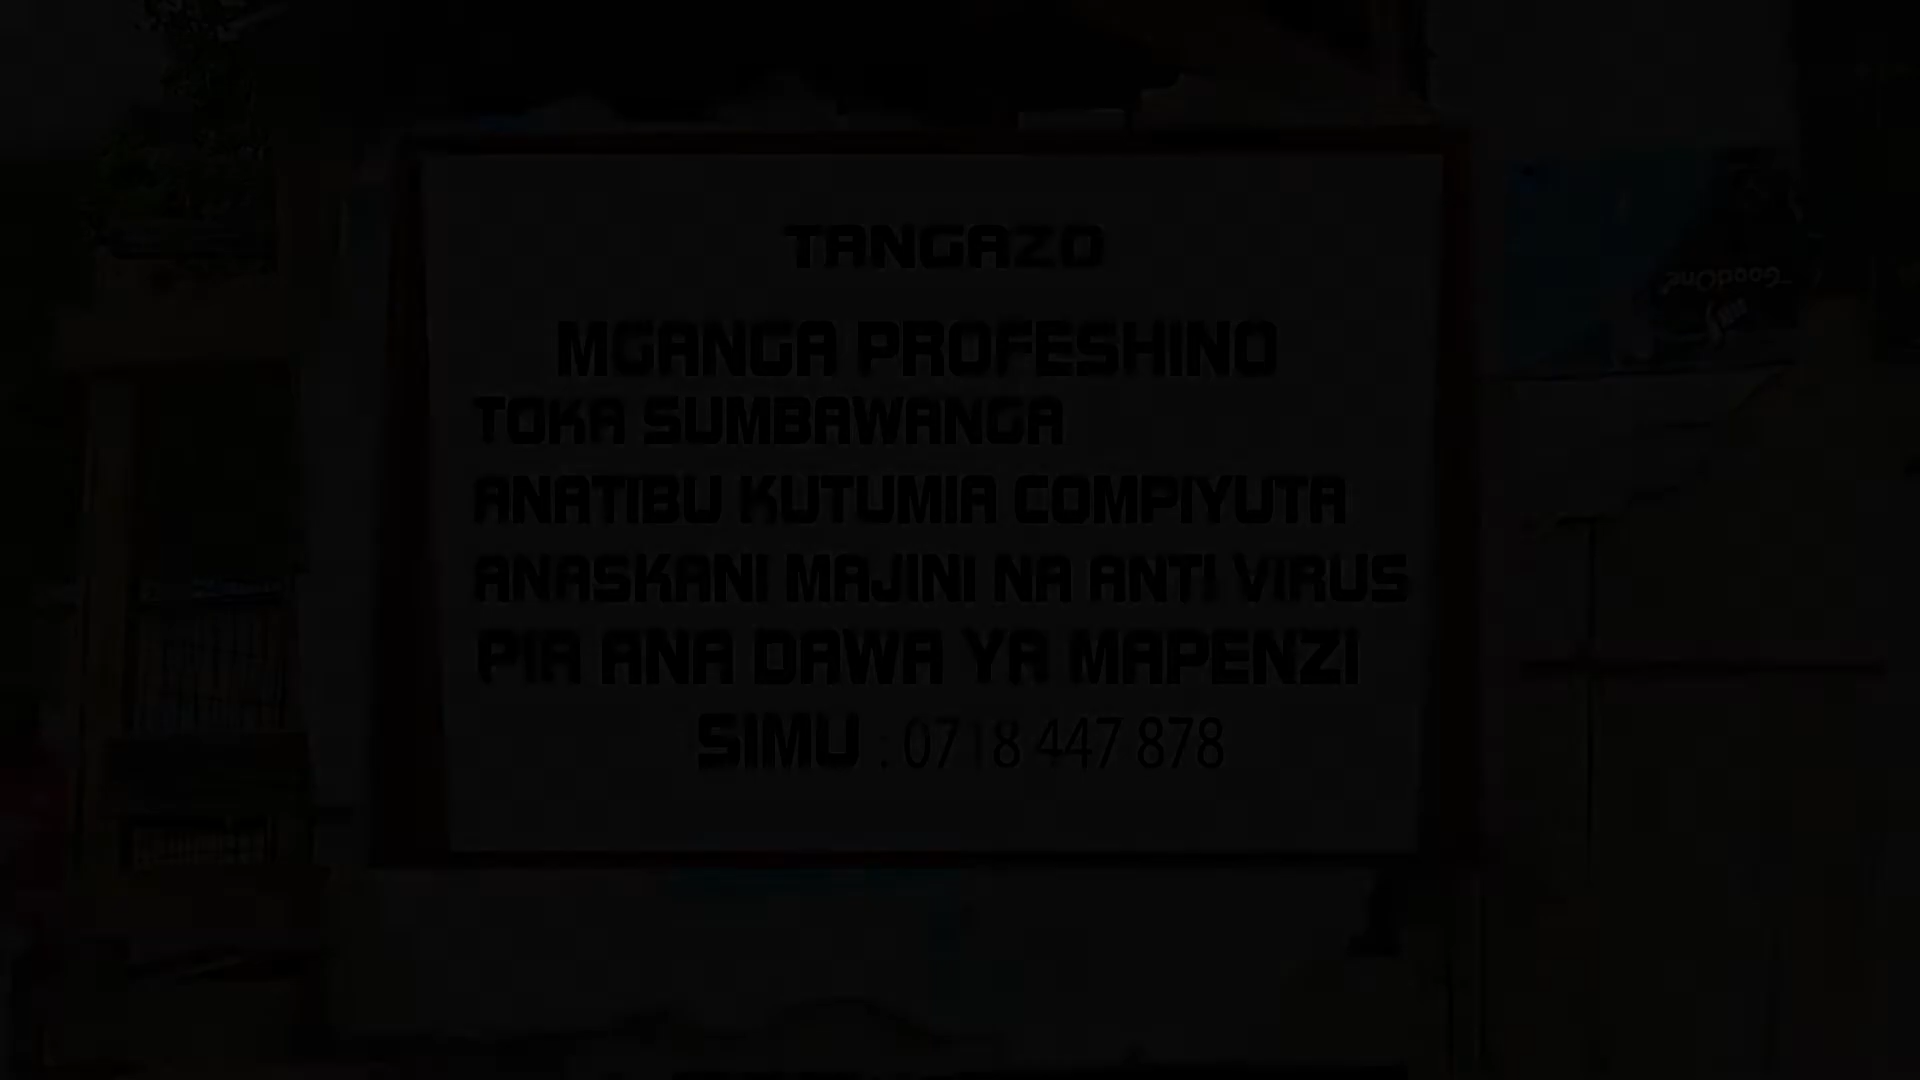 TANGAZO
MGANGA PROFESHINO
TOKA SUMBAWANGA
ANATIBU KUTUMIA COMPIYUTA
ANASKANI MAJINI NA ANTI VIRUS
PIA ANA DAWA YA MAPENZI
SIMU : 0718 447 878
GoodOne